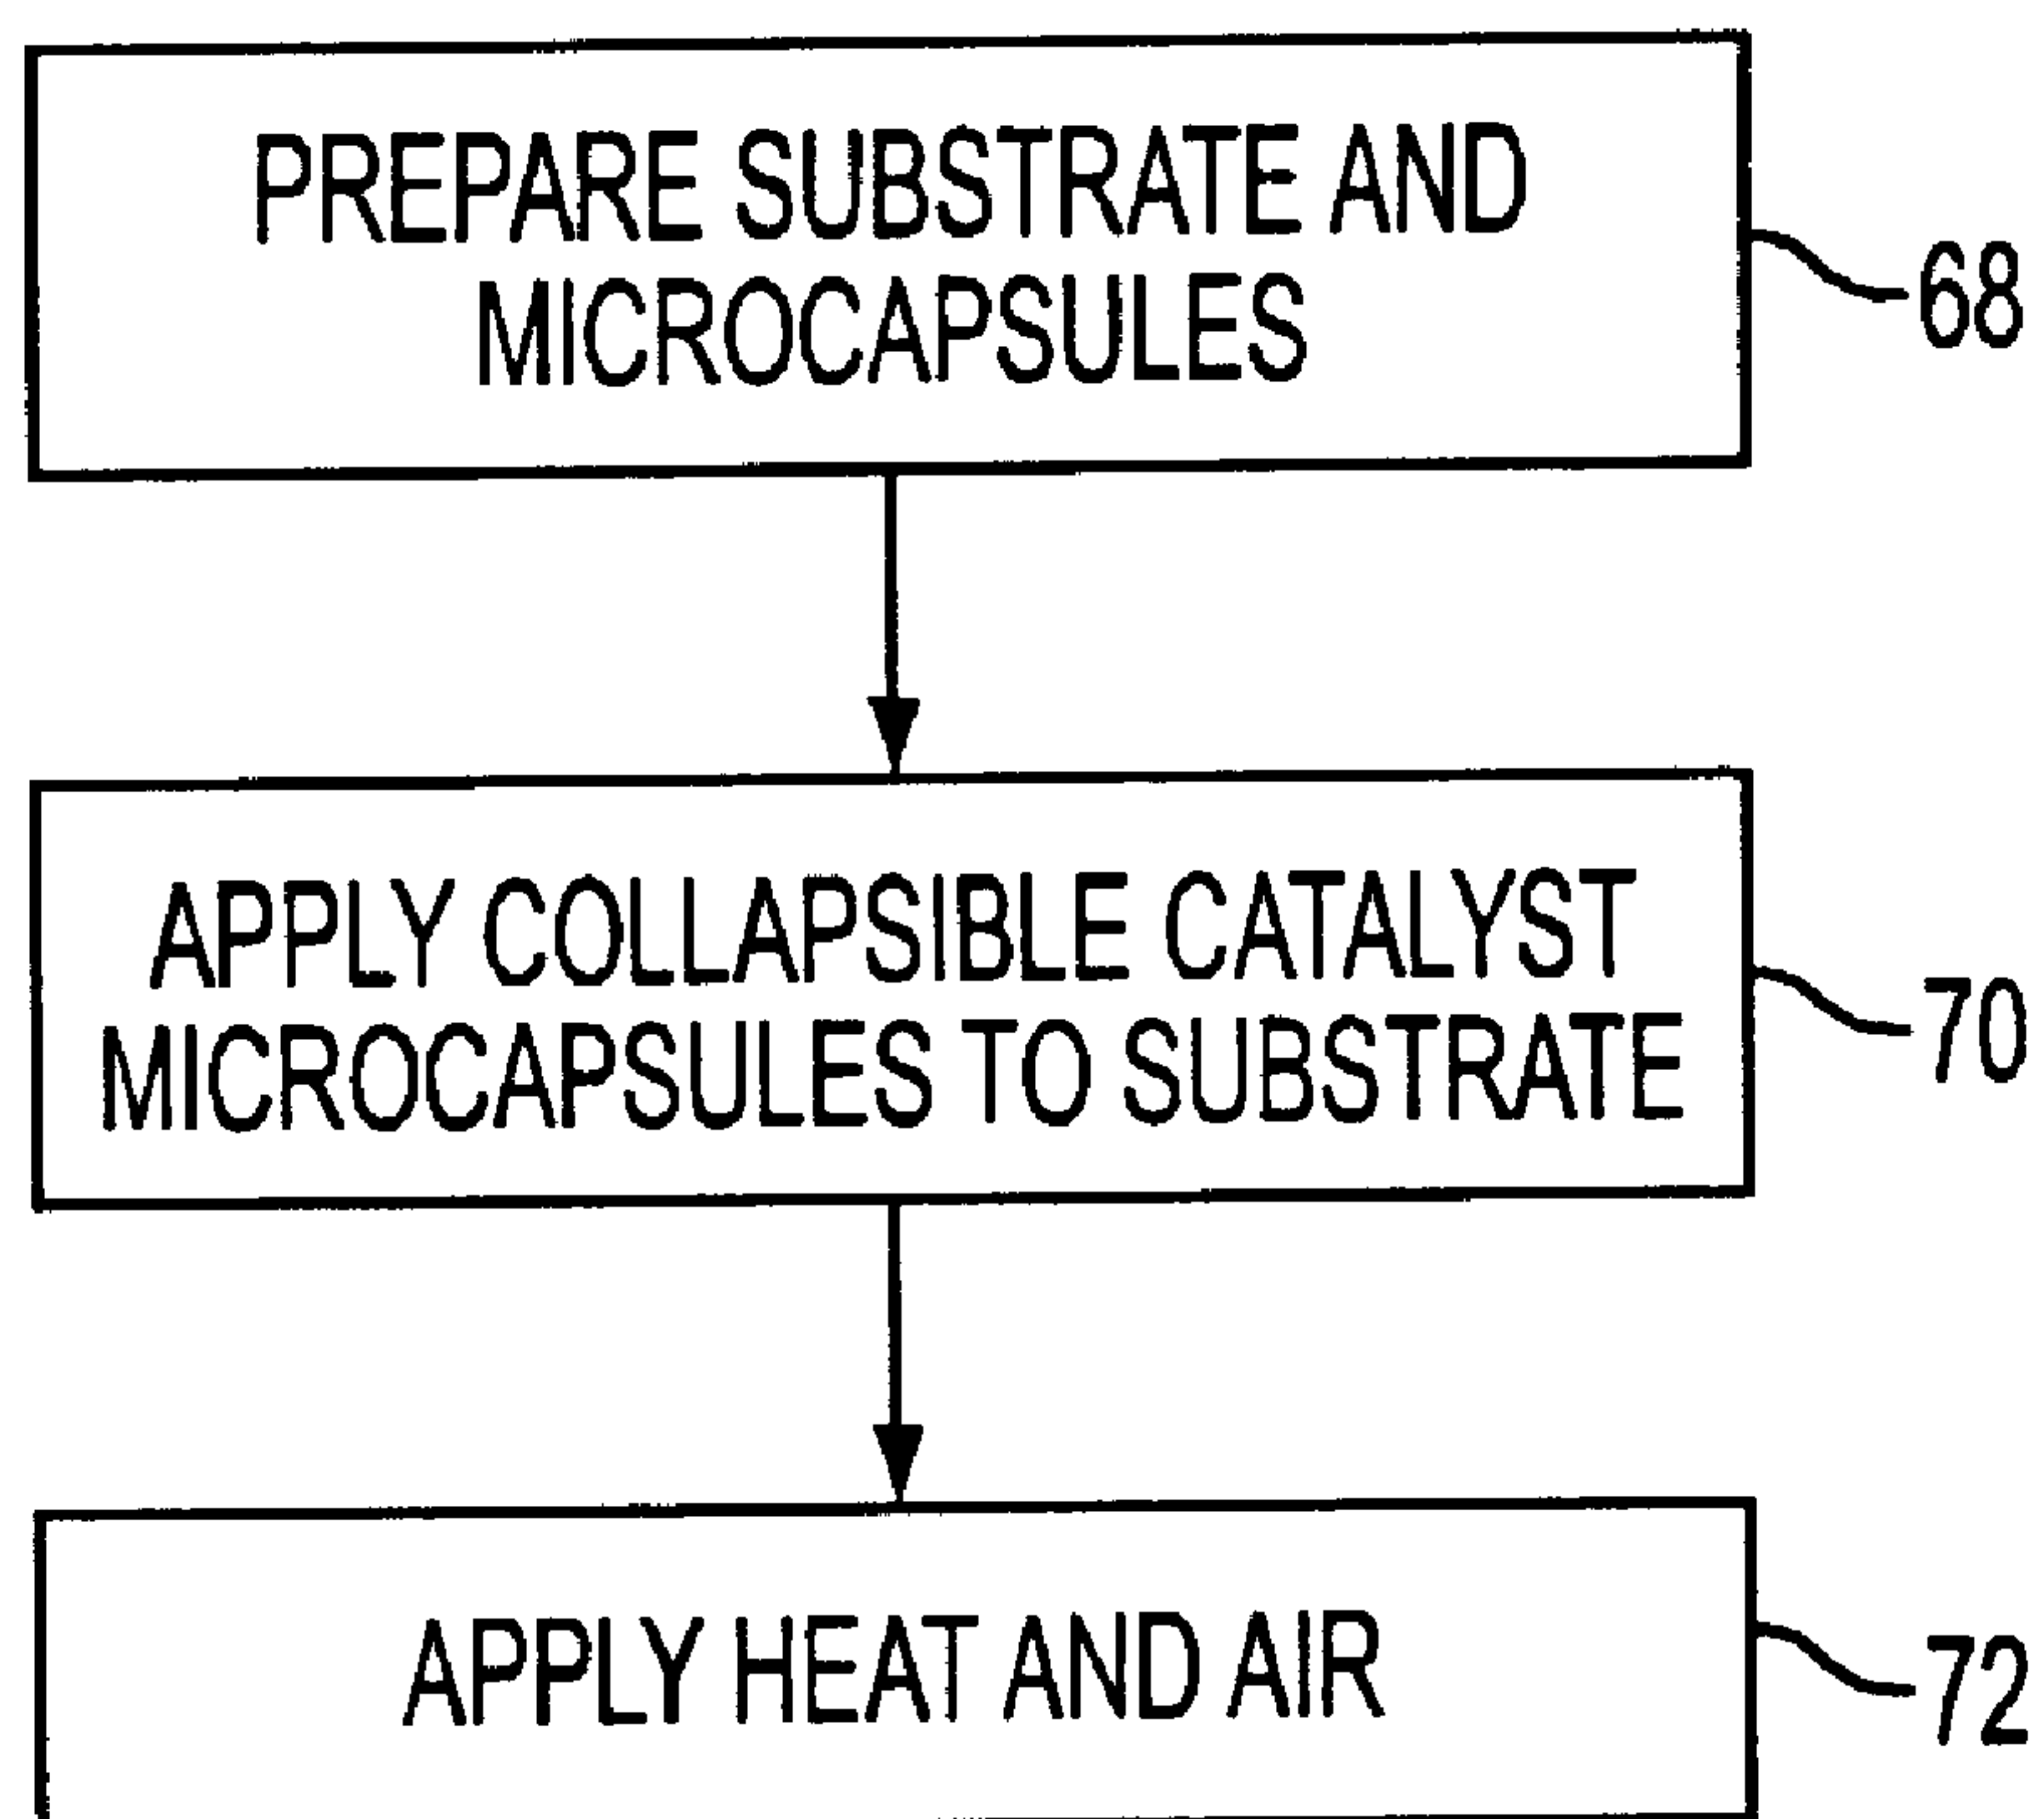 PREPARE SUBSTRATE AND
MICROCAPSULES
68
APPLY COLLAPSIBLE CATALYST
MICROCAPSULES TO SUBSTRATE
70
APPLY HEAT AND AIR
72